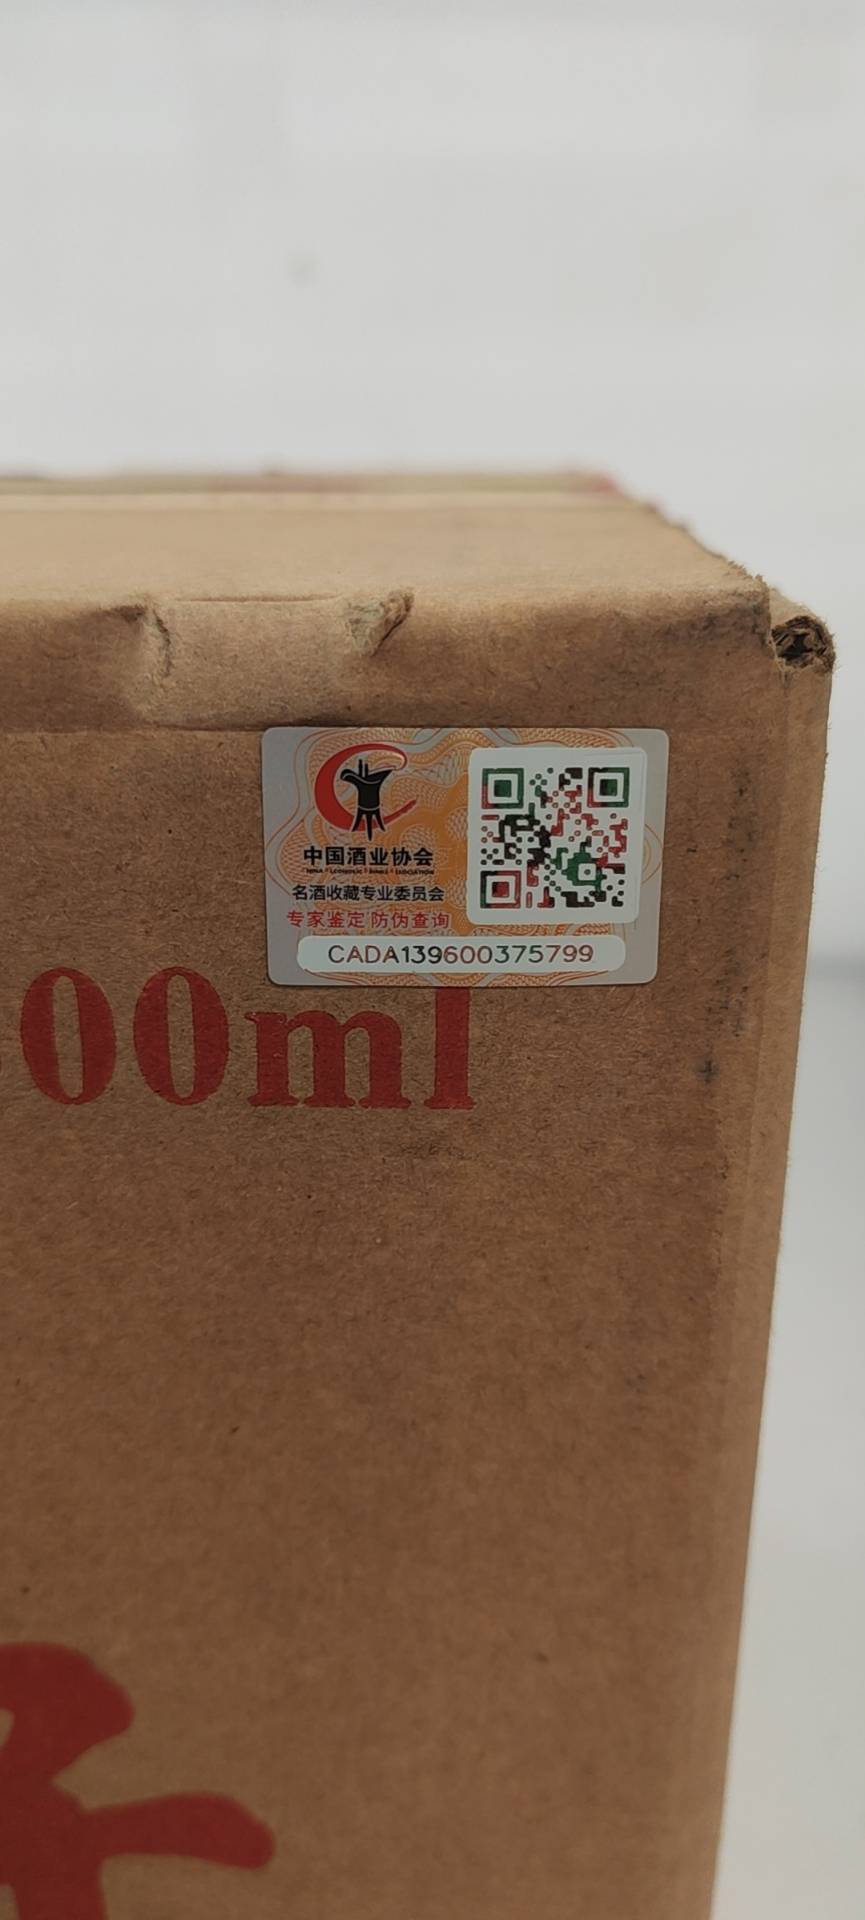 中国酒业协会
名酒收藏专业委员会
专家鉴定 防伪查询
CADA139600375799
00ml